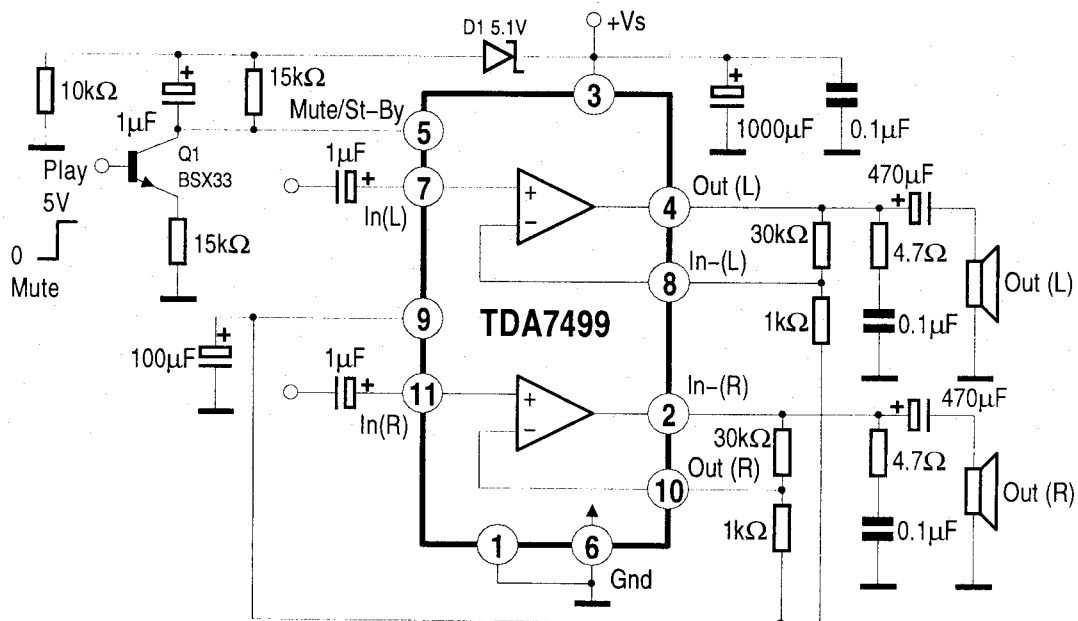 D1 5.1V
+Vs
10kΩ
+
1µF
15kΩ
Mute/St-By
3
+
1000µF
0.1µF
5
Play
Q1
BSX33
5V
0
Mute
15kΩ
1µF
+
In(L)
7
+
−
4
Out (L)
470µF
+
30kΩ
4.7Ω
In-(L)
8
1kΩ
0.1µF
Out (L)
9
TDA7499
+
100µF
1µF
+
In(R)
11
+
−
In-(R)
2
+
470µF
30kΩ
Out (R)
4.7Ω
10
1kΩ
0.1µF
Out (R)
1
6
Gnd